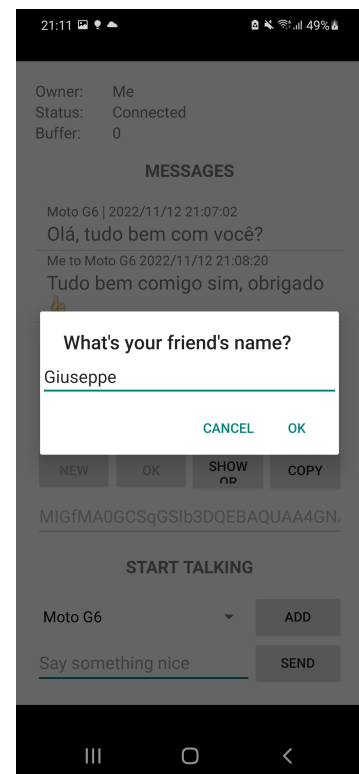 21:11 49%
Owner: Me
Status: Connected
Buffer: 0
MESSAGES
Moto G6 | 2022/11/12 21:07:02
Olá, tudo bem com você?
Me to Moto G6 2022/11/12 21:08:20
Tudo bem comigo sim, obrigado
👍
What's your friend's name?
Giuseppe
CANCEL OK
NEW OK SHOW COPY
QR
MIGfMA0GCSqGSIb3DQEBAQUAA4GN
START TALKING
Moto G6 ADD
Say something nice SEND